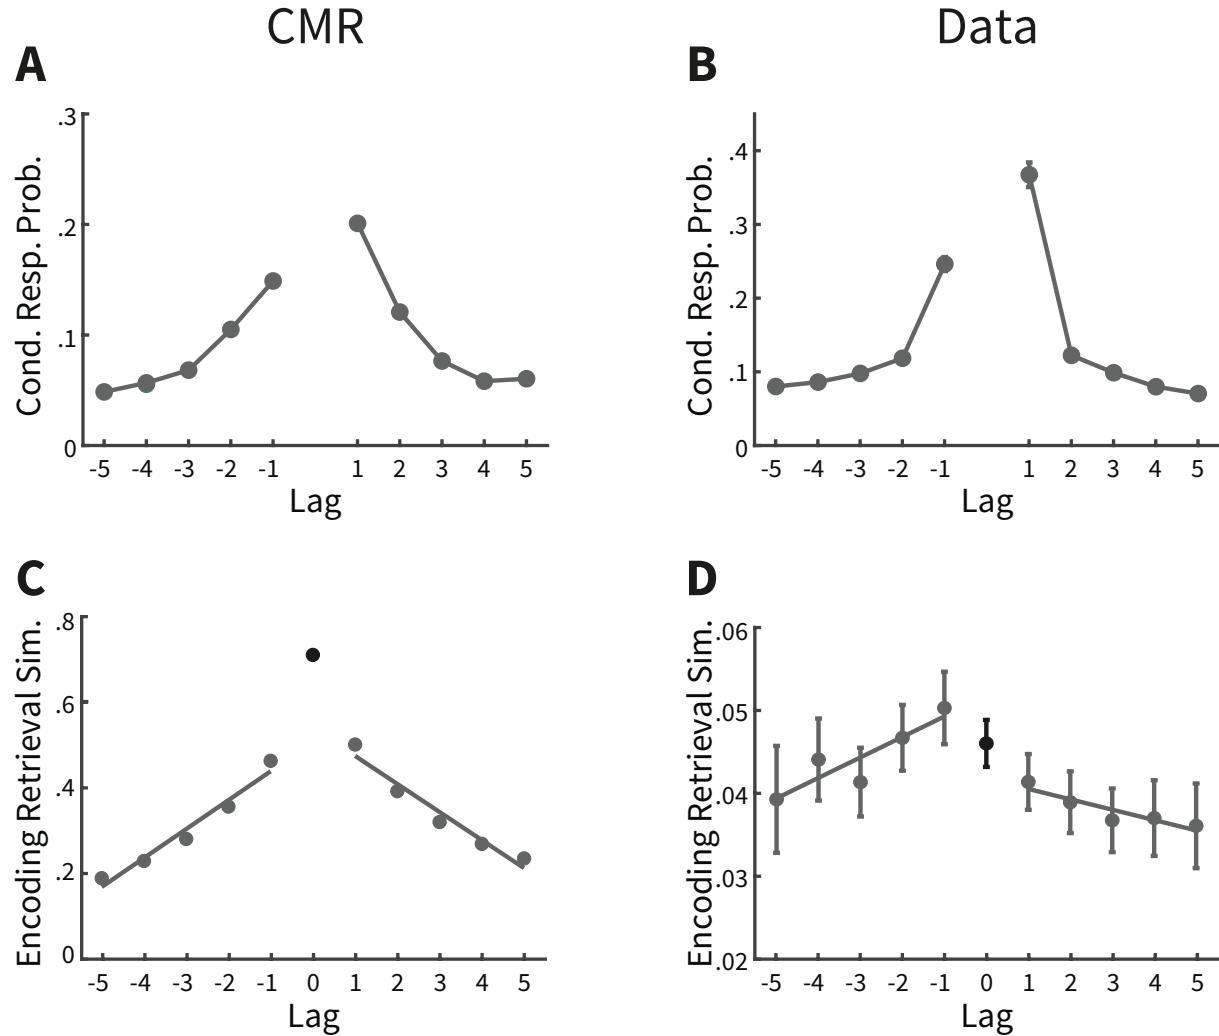 CMR
Data
A
B
Cond. Resp. Prob.
.3
.2
.1
0
-5 -4 -3 -2 -1 1 2 3 4 5
Lag
Cond. Resp. Prob.
.4
.3
.2
.1
0
-5 -4 -3 -2 -1 1 2 3 4 5
Lag
C
D
Encoding Retrieval Sim.
.8
.6
.4
.2
0
-5 -4 -3 -2 -1 0 1 2 3 4 5
Lag
Encoding Retrieval Sim.
.06
.05
.04
.03
.02
-5 -4 -3 -2 -1 0 1 2 3 4 5
Lag